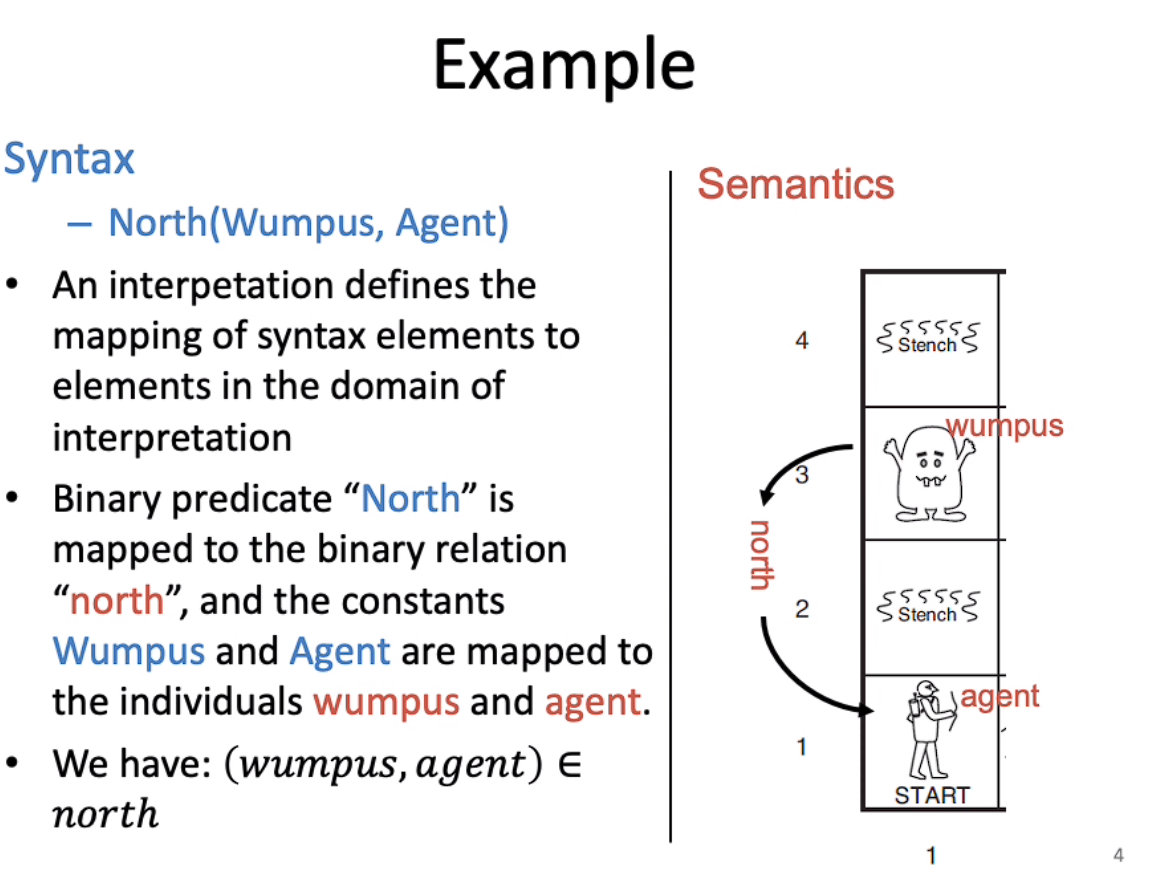 Example
Syntax
– North(Wumpus, Agent)
• An interpetation defines the
mapping of syntax elements to
elements in the domain of
interpretation
• Binary predicate “North” is
mapped to the binary relation
“north”, and the constants
Wumpus and Agent are mapped to
the individuals wumpus and agent.
• We have: (wumpus, agent) ∈
north
Semantics
4
Stench
wumpus
3
north
2
Stench
agent
1
START
1
4